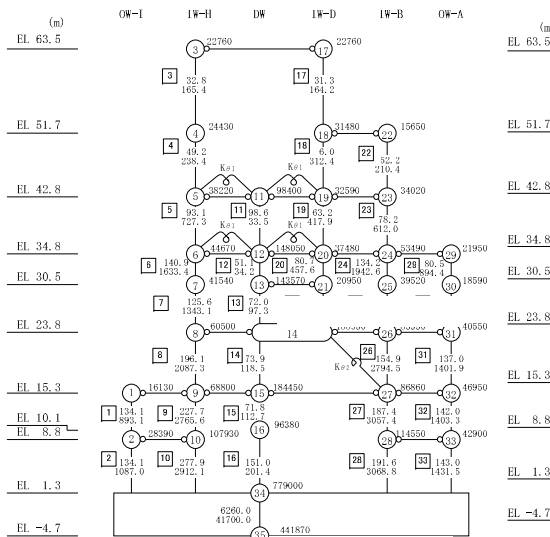 OW-I IW-H DW IW-D IW-B OW-A
(m) (m)
EL 63.5 3 22760 17 22760 EL 63.5
3 32.8 17 31.3
165.4 164.2
EL 51.7 4 24430 18 31480 22 15650 EL 51.7
4 49.2 18 6.0 22 52.2
238.4 312.4 210.4
Kθ1 Kθ1
EL 42.8 5 38220 11 98400 19 32590 23 34020 EL 42.8
5 93.1 11 98.6 19 63.2 23 78.2
727.3 33.5 417.9 612.0
Kθ1 Kθ1
EL 34.8 6 44670 12 148050 20 37480 24 53490 29 21950 EL 34.8
6 140.9 12 51.1 20 80.7 24 134.2 29 80.5
1633.4 34.2 457.6 1942.6 894.4
EL 30.5 7 41540 13 143570 21 20950 25 39520 30 18590 EL 30.5
7 125.6 13 72.0
1343.1 97.3
EL 23.8 8 60500 14 26 31 40550 EL 23.8
8 196.1 14 73.9 26 154.9 31 137.0
2087.3 118.5 2794.5 1401.9
Kθ2
EL 15.3 1 16130 9 68800 15 184450 27 86860 32 46950 EL 15.3
1 134.1 9 227.7 15 71.8 27 187.4 32 142.0
893.1 2765.6 112.7 3057.4 1403.3
EL 10.1 16 96380
EL 8.8 2 28390 10 107930 28 114550 33 42900 EL 8.8
2 134.1 10 277.9 16 151.0 28 191.6 33 143.0
1087.0 2912.1 201.4 3068.8 1431.5
EL 1.3 34 779000 EL 1.3
6260.0
41700.0
EL -4.7 35 441870 EL -4.7